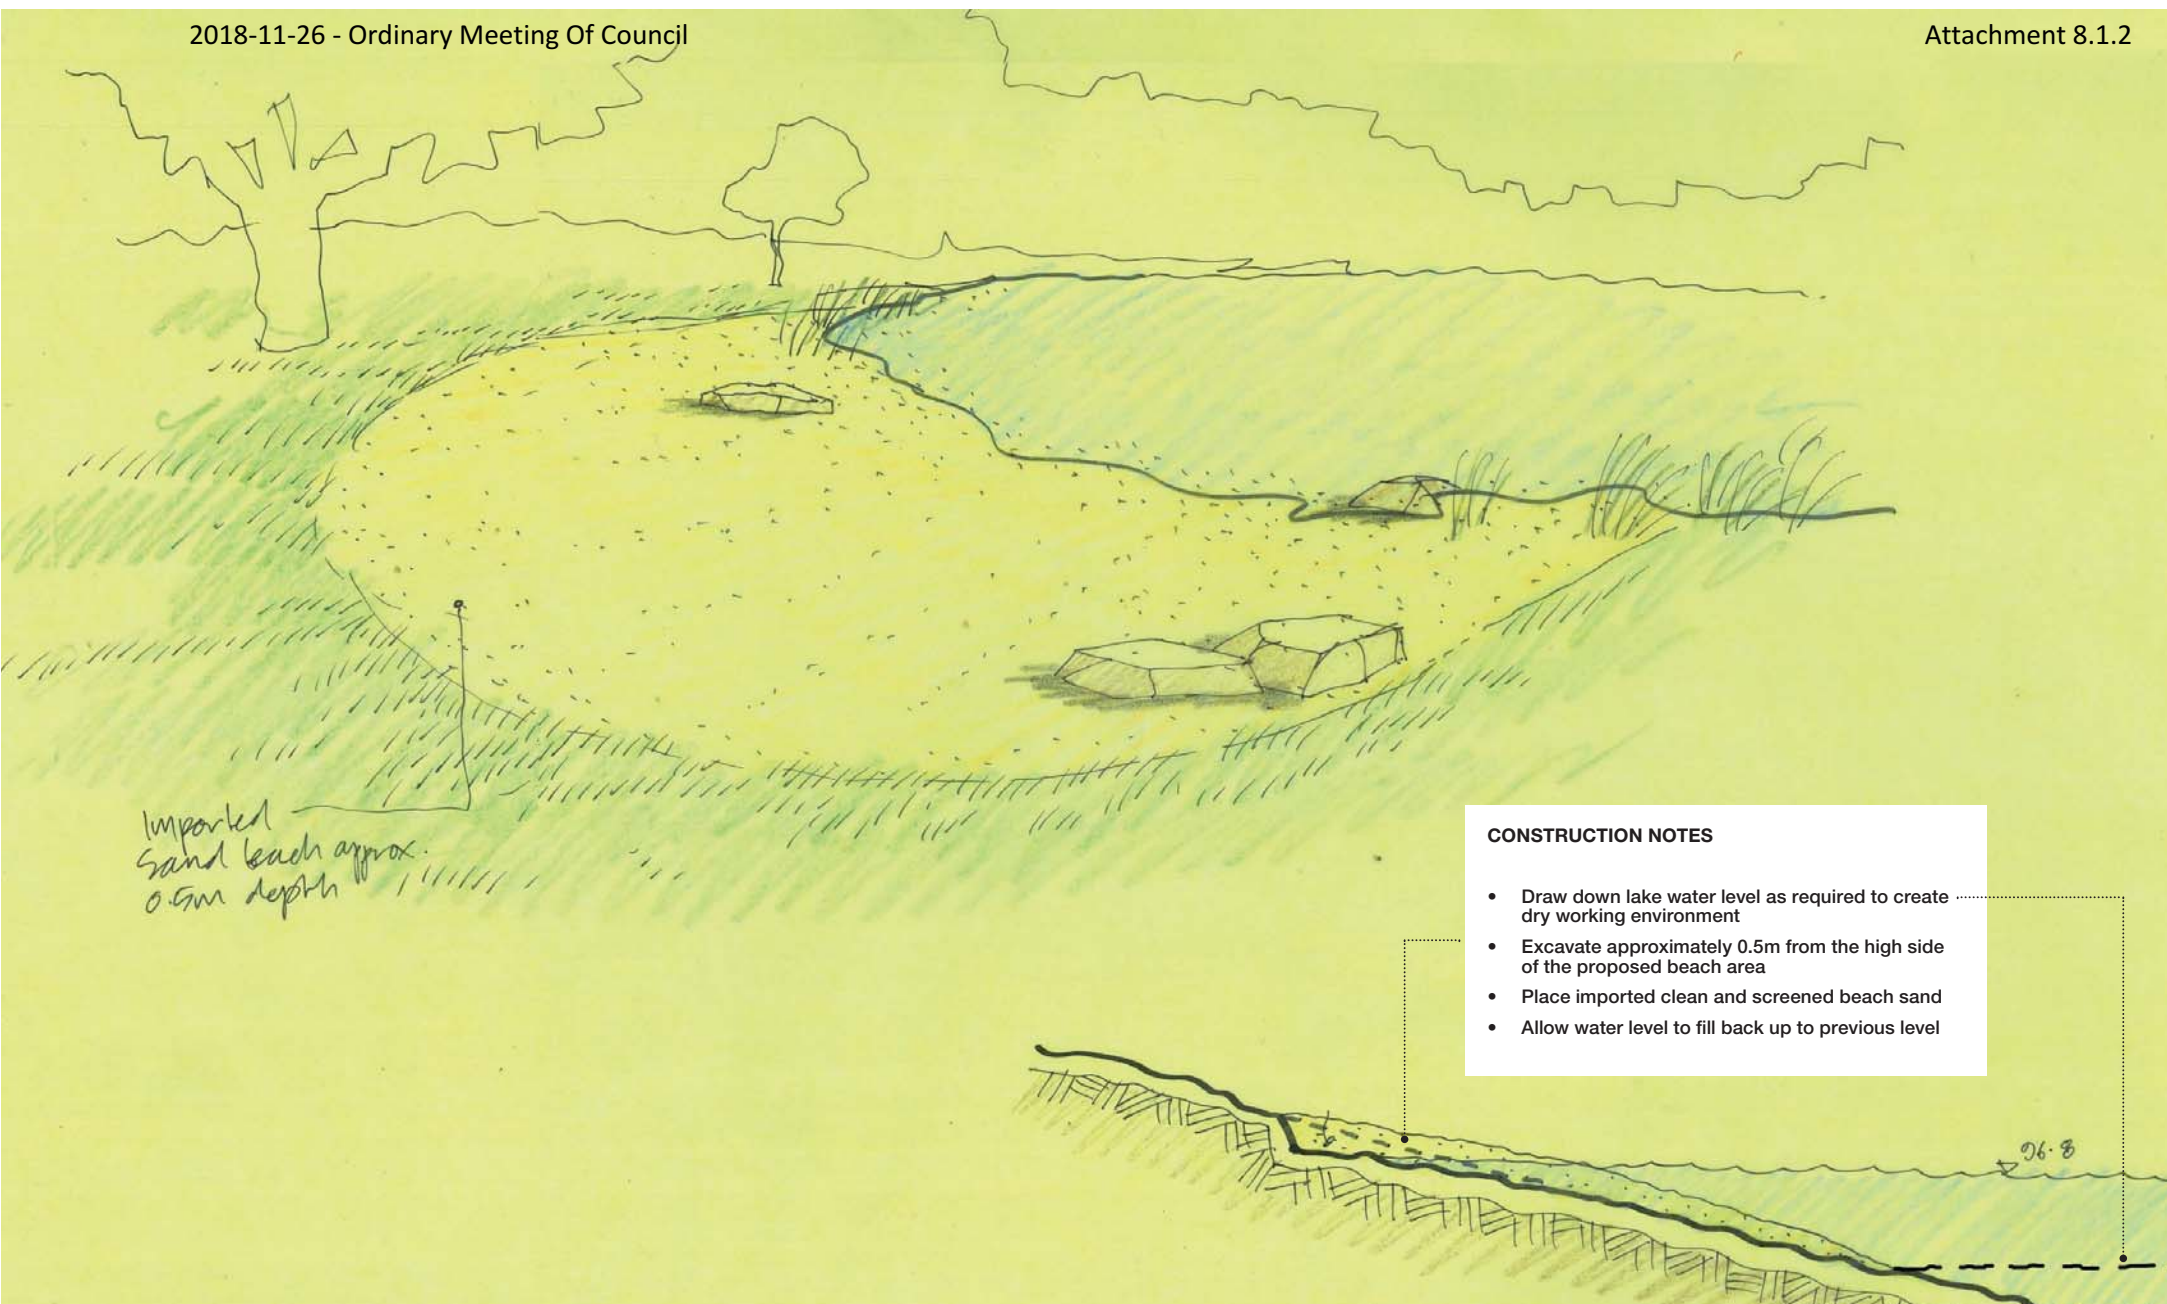 2018-11-26 - Ordinary Meeting Of Council
Attachment 8.1.2
Imported
Sand beach approx.
0.5m depth
CONSTRUCTION NOTES
• Draw down lake water level as required to create
dry working environment
• Excavate approximately 0.5m from the high side
of the proposed beach area
• Place imported clean and screened beach sand
• Allow water level to fill back up to previous level
96.8